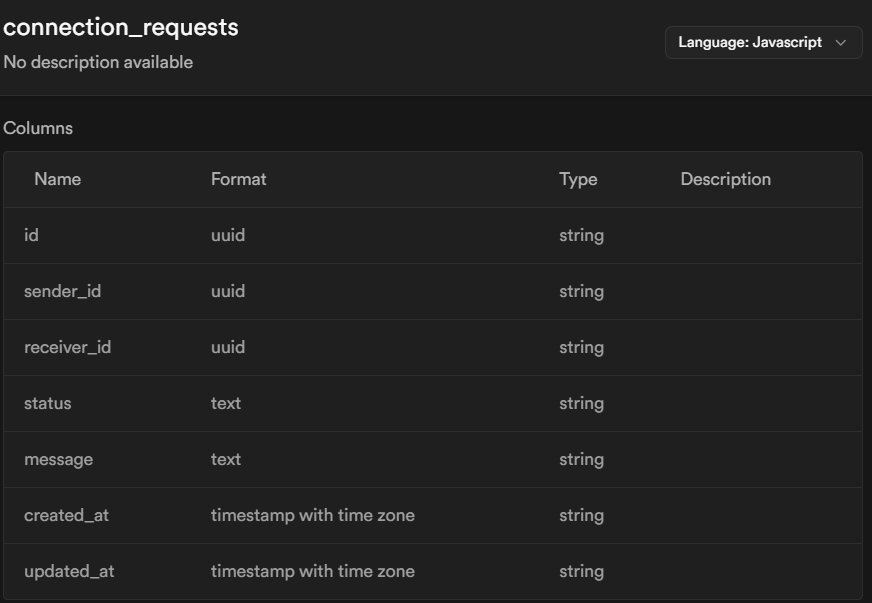 connection_requests
No description available
Language: Javascript
Columns
Name Format Type Description
id uuid string
sender_id uuid string
receiver_id uuid string
status text string
message text string
created_at timestamp with time zone string
updated_at timestamp with time zone string